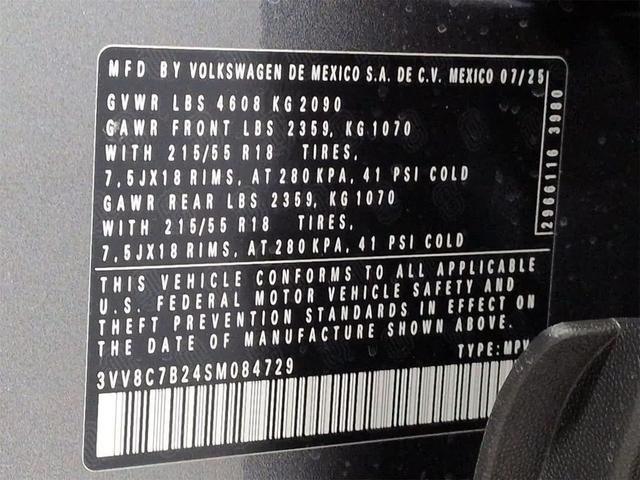 MFD BY VOLKSWAGEN DE MEXICO S.A. DE C.V. MEXICO 07/25
GVWR LBS 4608 KG 2090
GAWR FRONT LBS 2359, KG 1070
WITH 215/55 R18 TIRES,
7,5JX18 RIMS, AT 280 KPA, 41 PSI COLD
GAWR REAR LBS 2359, KG 1070
WITH 215/55 R18 TIRES,
7,5JX18 RIMS, AT 280 KPA, 41 PSI COLD
2966116 3980
THIS VEHICLE CONFORMS TO ALL APPLICABLE
U.S. FEDERAL MOTOR VEHICLE SAFETY AND
THEFT PREVENTION STANDARDS IN EFFECT ON
THE DATE OF MANUFACTURE SHOWN ABOVE.
TYPE: MPV
3VV8C7B24SM084729